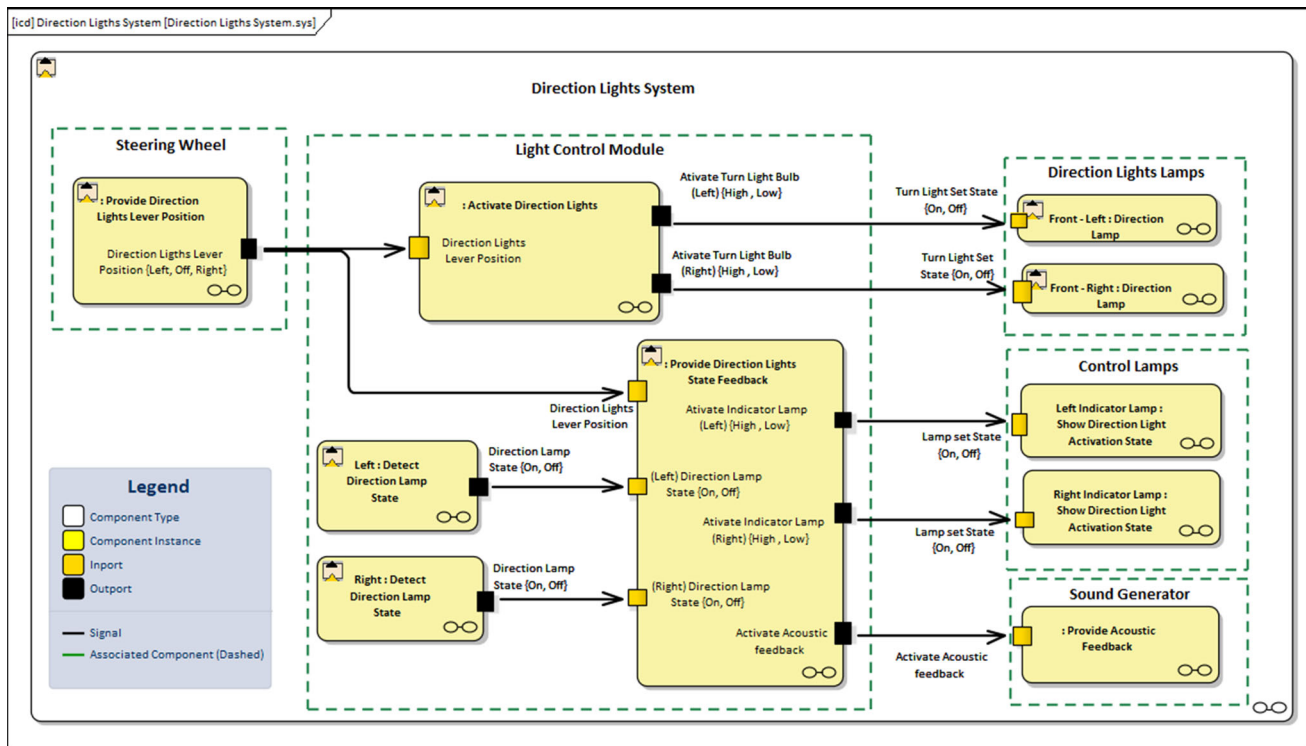 [icd] Direction Ligths System [Direction Ligths System.sys]
Direction Lights System
Steering Wheel
: Provide Direction
Lights Lever Position
Direction Ligths Lever
Position {Left, Off, Right}
Light Control Module
: Activate Direction Lights
Direction Lights
Lever Position
Ativate Turn Light Bulb
(Left) {High , Low}
Ativate Turn Light Bulb
(Right) {High , Low}
Turn Light Set State
{On, Off}
Turn Light Set
State {On, Off}
Direction Lights Lamps
Front - Left : Direction
Lamp
Front - Right : Direction
Lamp
: Provide Direction Lights
State Feedback
Direction Lights
Lever Position
Ativate Indicator Lamp
(Left) {High , Low}
(Left) Direction Lamp
State {On, Off}
Ativate Indicator Lamp
(Right) {High , Low}
(Right) Direction Lamp
State {On, Off}
Activate Acoustic
feedback
Left : Detect
Direction Lamp
State
Direction Lamp
State {On, Off}
Right : Detect
Direction Lamp
State
Direction Lamp
State {On, Off}
Lamp set State
{On, Off}
Lamp set State
{On, Off}
Activate Acoustic
feedback
Control Lamps
Left Indicator Lamp :
Show Direction Light
Activation State
Right Indicator Lamp :
Show Direction Light
Activation State
Sound Generator
: Provide Acoustic
Feedback
Legend
Component Type
Component Instance
Inport
Outport
Signal
Associated Component (Dashed)